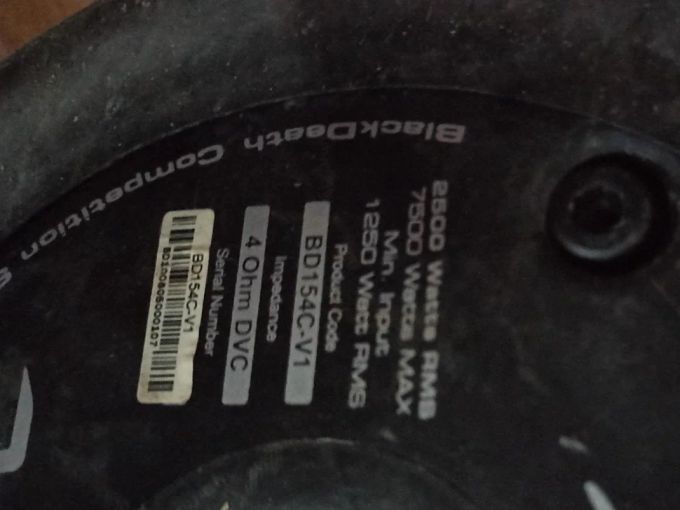 BlackDeath Competition
2500 Watts RMS
7500 Watts MAX
Min. Input
1250 Watt RMS
Product Code
BD154C-V1
Impedance
4 Ohm DVC
Serial Number
BD154C-V1
BD100806000107